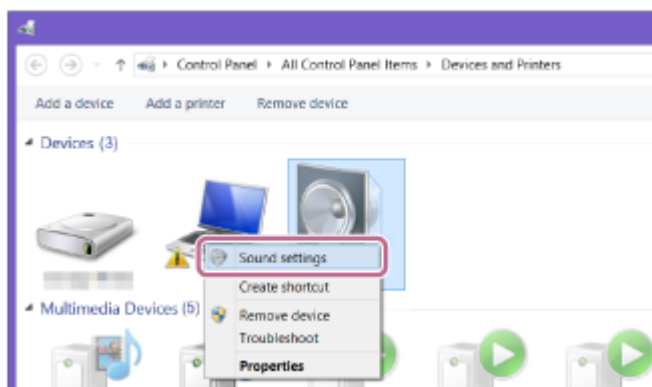 Control Panel ▸ All Control Panel Items ▸ Devices and Printers
Add a device Add a printer Remove device
Devices (3)
Sound settings
Create shortcut
Multimedia Devices (5)
Remove device
Troubleshoot
Properties